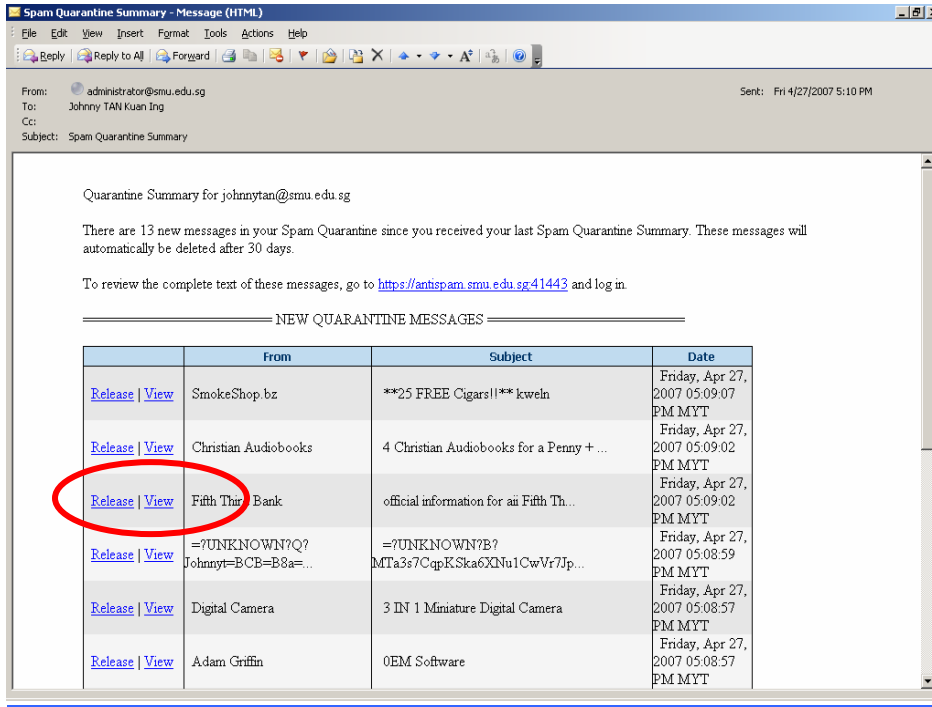 Spam Quarantine Summary - Message (HTML)
File Edit View Insert Format Tools Actions Help
Reply Reply to All Forward
From: administrator@smu.edu.sg Sent: Fri 4/27/2007 5:10 PM
To: Johnny TAN Kuan Ing
Cc:
Subject: Spam Quarantine Summary
Quarantine Summary for johnnytan@smu.edu.sg
There are 13 new messages in your Spam Quarantine since you received your last Spam Quarantine Summary. These messages will
automatically be deleted after 30 days.
To review the complete text of these messages, go to https://antispam.smu.edu.sg:41443 and log in.
NEW QUARANTINE MESSAGES
From Subject Date
Release | View SmokeShop.bz **25 FREE Cigars!!** kweln Friday, Apr 27,
2007 05:09:07
PM MYT
Release | View Christian Audiobooks 4 Christian Audiobooks for a Penny + ... Friday, Apr 27,
2007 05:09:02
PM MYT
Release | View Fifth Third Bank official information for aii Fifth Th... Friday, Apr 27,
2007 05:09:02
PM MYT
Release | View =?UNKNOWN?Q?
Johnnyt=BCB=B8a=... =?UNKNOWN?B?
MTa3s7CqpKSka6XNu1CwVr7Jp... Friday, Apr 27,
2007 05:08:59
PM MYT
Release | View Digital Camera 3 IN 1 Miniature Digital Camera Friday, Apr 27,
2007 05:08:57
PM MYT
Release | View Adam Griffin 0EM Software Friday, Apr 27,
2007 05:08:57
PM MYT